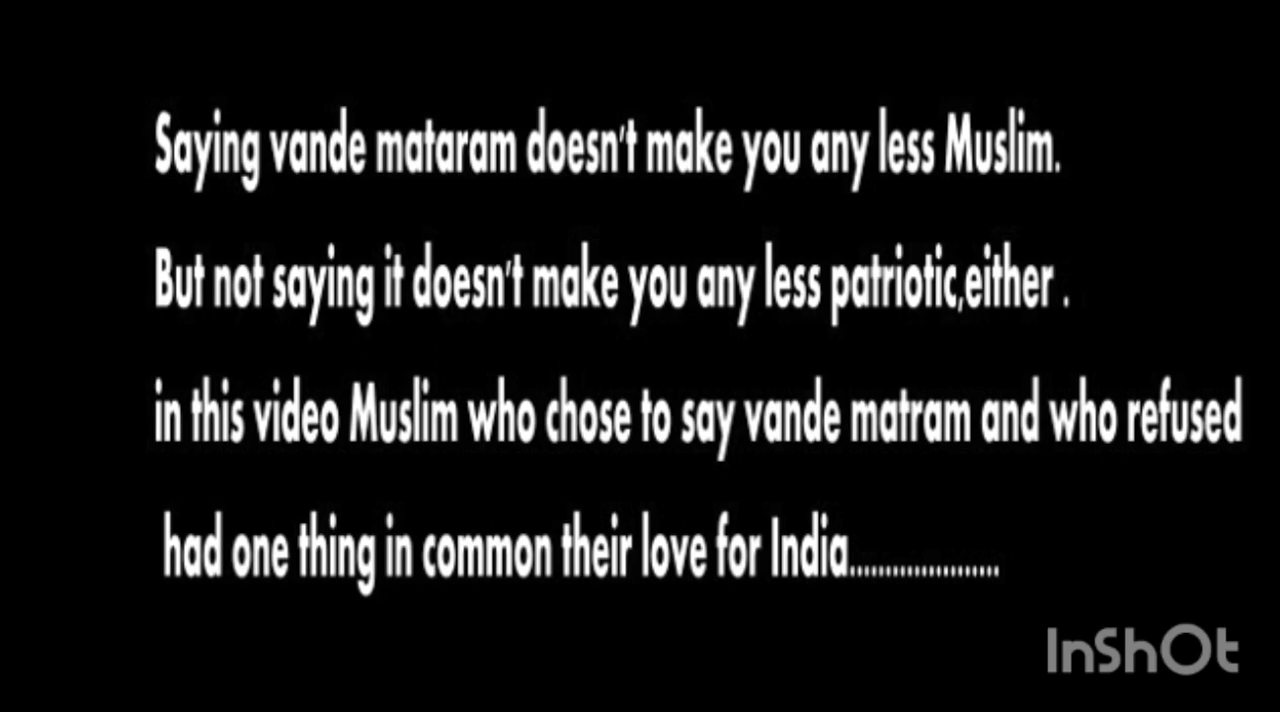 Saying vande mataram doesn't make you any less Muslim.
But not saying it doesn't make you any less patriotic,either .
in this video Muslim who chose to say vande matram and who refused
had one thing in common their love for India.....................
InShOt